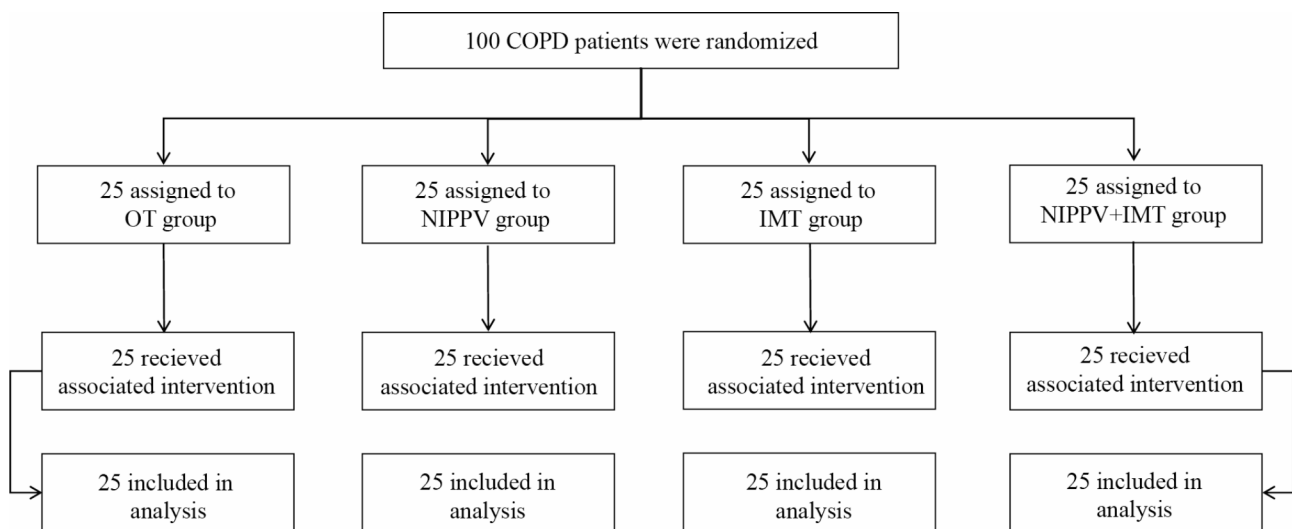 100 COPD patients were randomized
25 assigned to
OT group
25 assigned to
NIPPV group
25 assigned to
IMT group
25 assigned to
NIPPV+IMT group
25 recieved
associated intervention
25 recieved
associated intervention
25 recieved
associated intervention
25 recieved
associated intervention
25 included in
analysis
25 included in
analysis
25 included in
analysis
25 included in
analysis